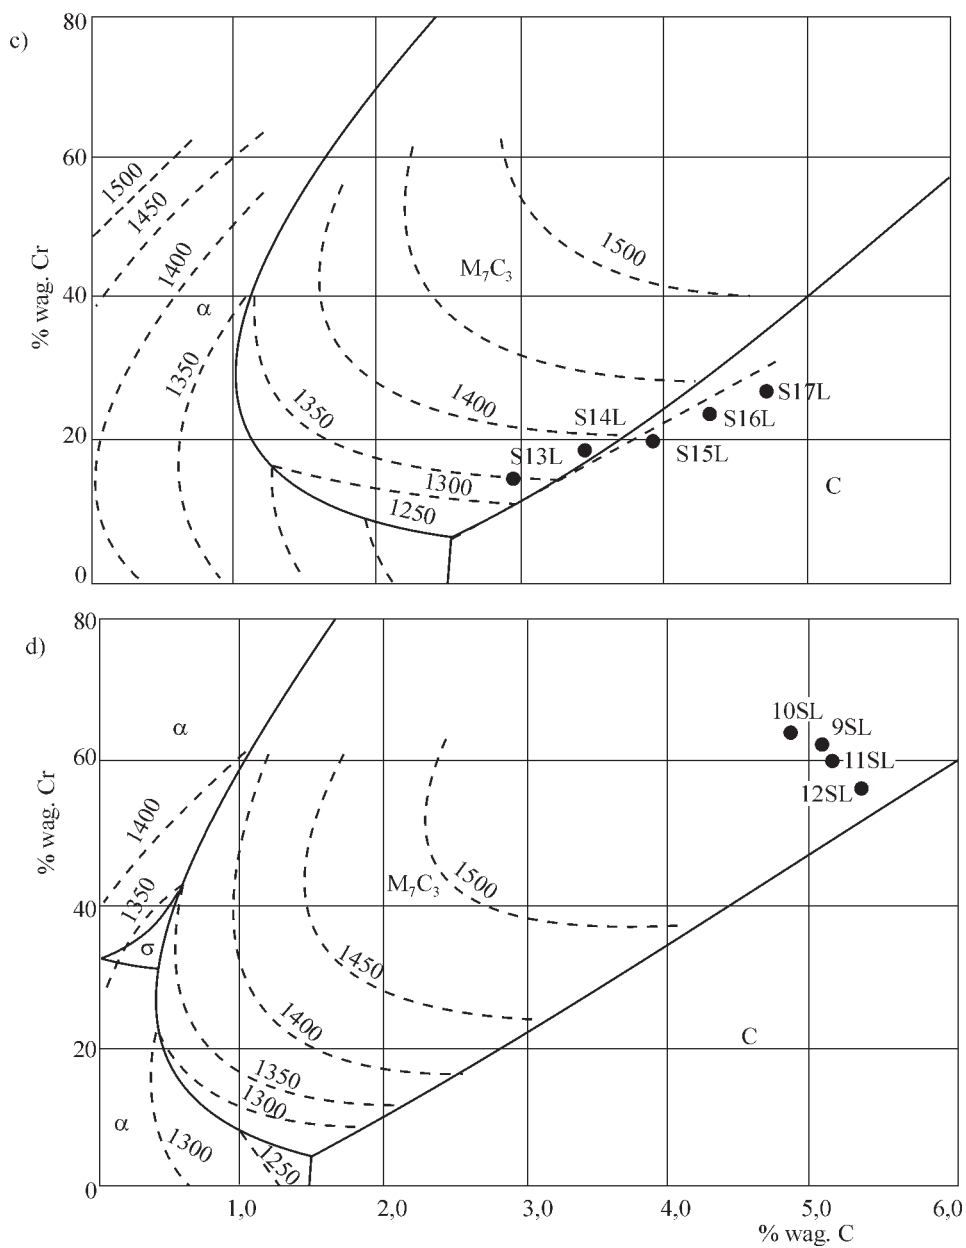 c)
80
60
40
20
0
% wag. Cr
1500
1450
1400
1350
α
M₇C₃
1500
1400
1350
1300
1250
S13L
S14L
S15L
S16L
S17L
C
d)
80
60
40
20
0
% wag. Cr
α
1400
1350
σ
α
1300
1250
M₇C₃
1500
1450
1400
1350
1300
10SL
9SL
11SL
12SL
C
1,0 2,0 3,0 4,0 5,0 6,0
% wag. C